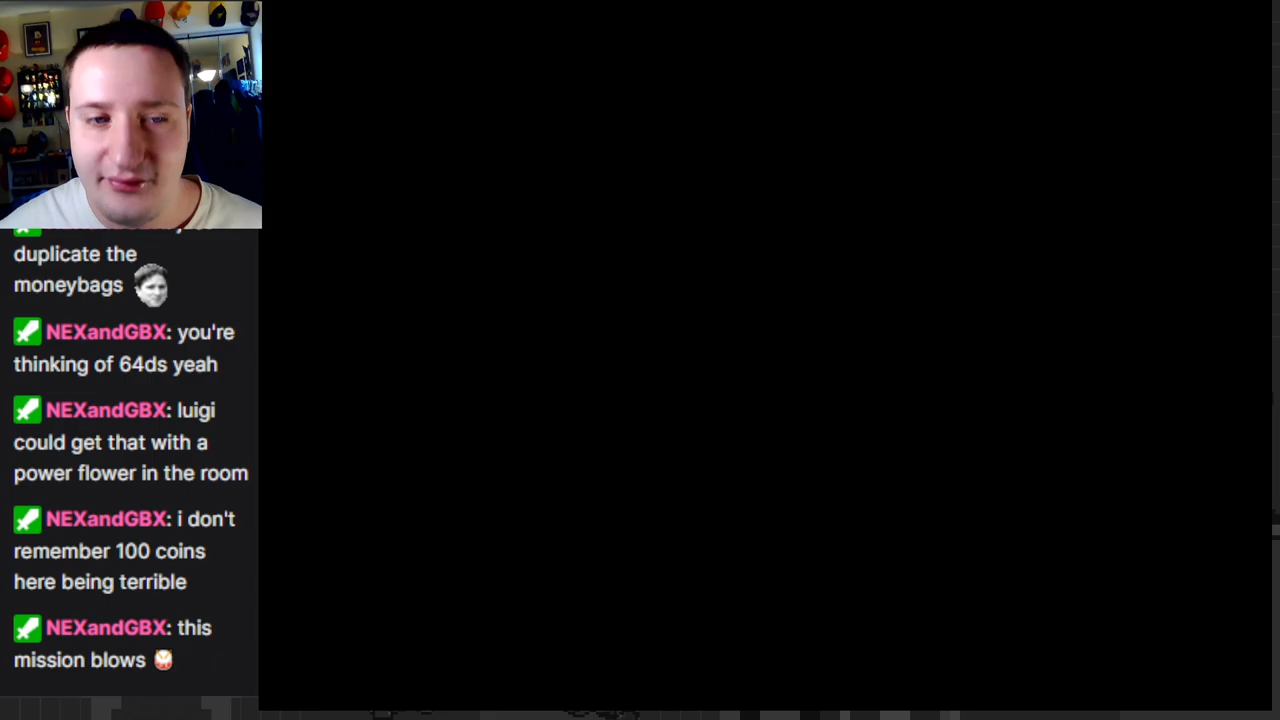 duplicate the
moneybags
NEXandGBX: you're
thinking of 64ds yeah
NEXandGBX: luigi
could get that with a
power flower in the room
NEXandGBX: i don't
remember 100 coins
here being terrible
NEXandGBX: this
mission blows